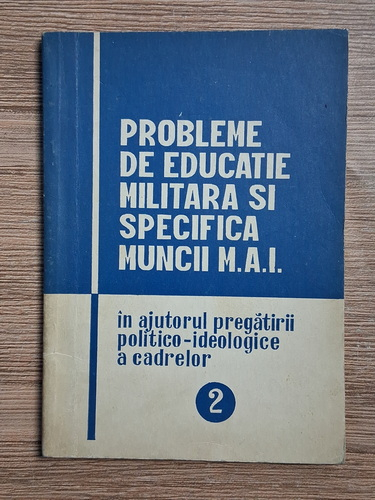 PROBLEME
DE EDUCATIE
MILITARA SI
SPECIFICA
MUNCII M.A.I.
în ajutorul pregătirii
politico-ideologice
a cadrelor
2